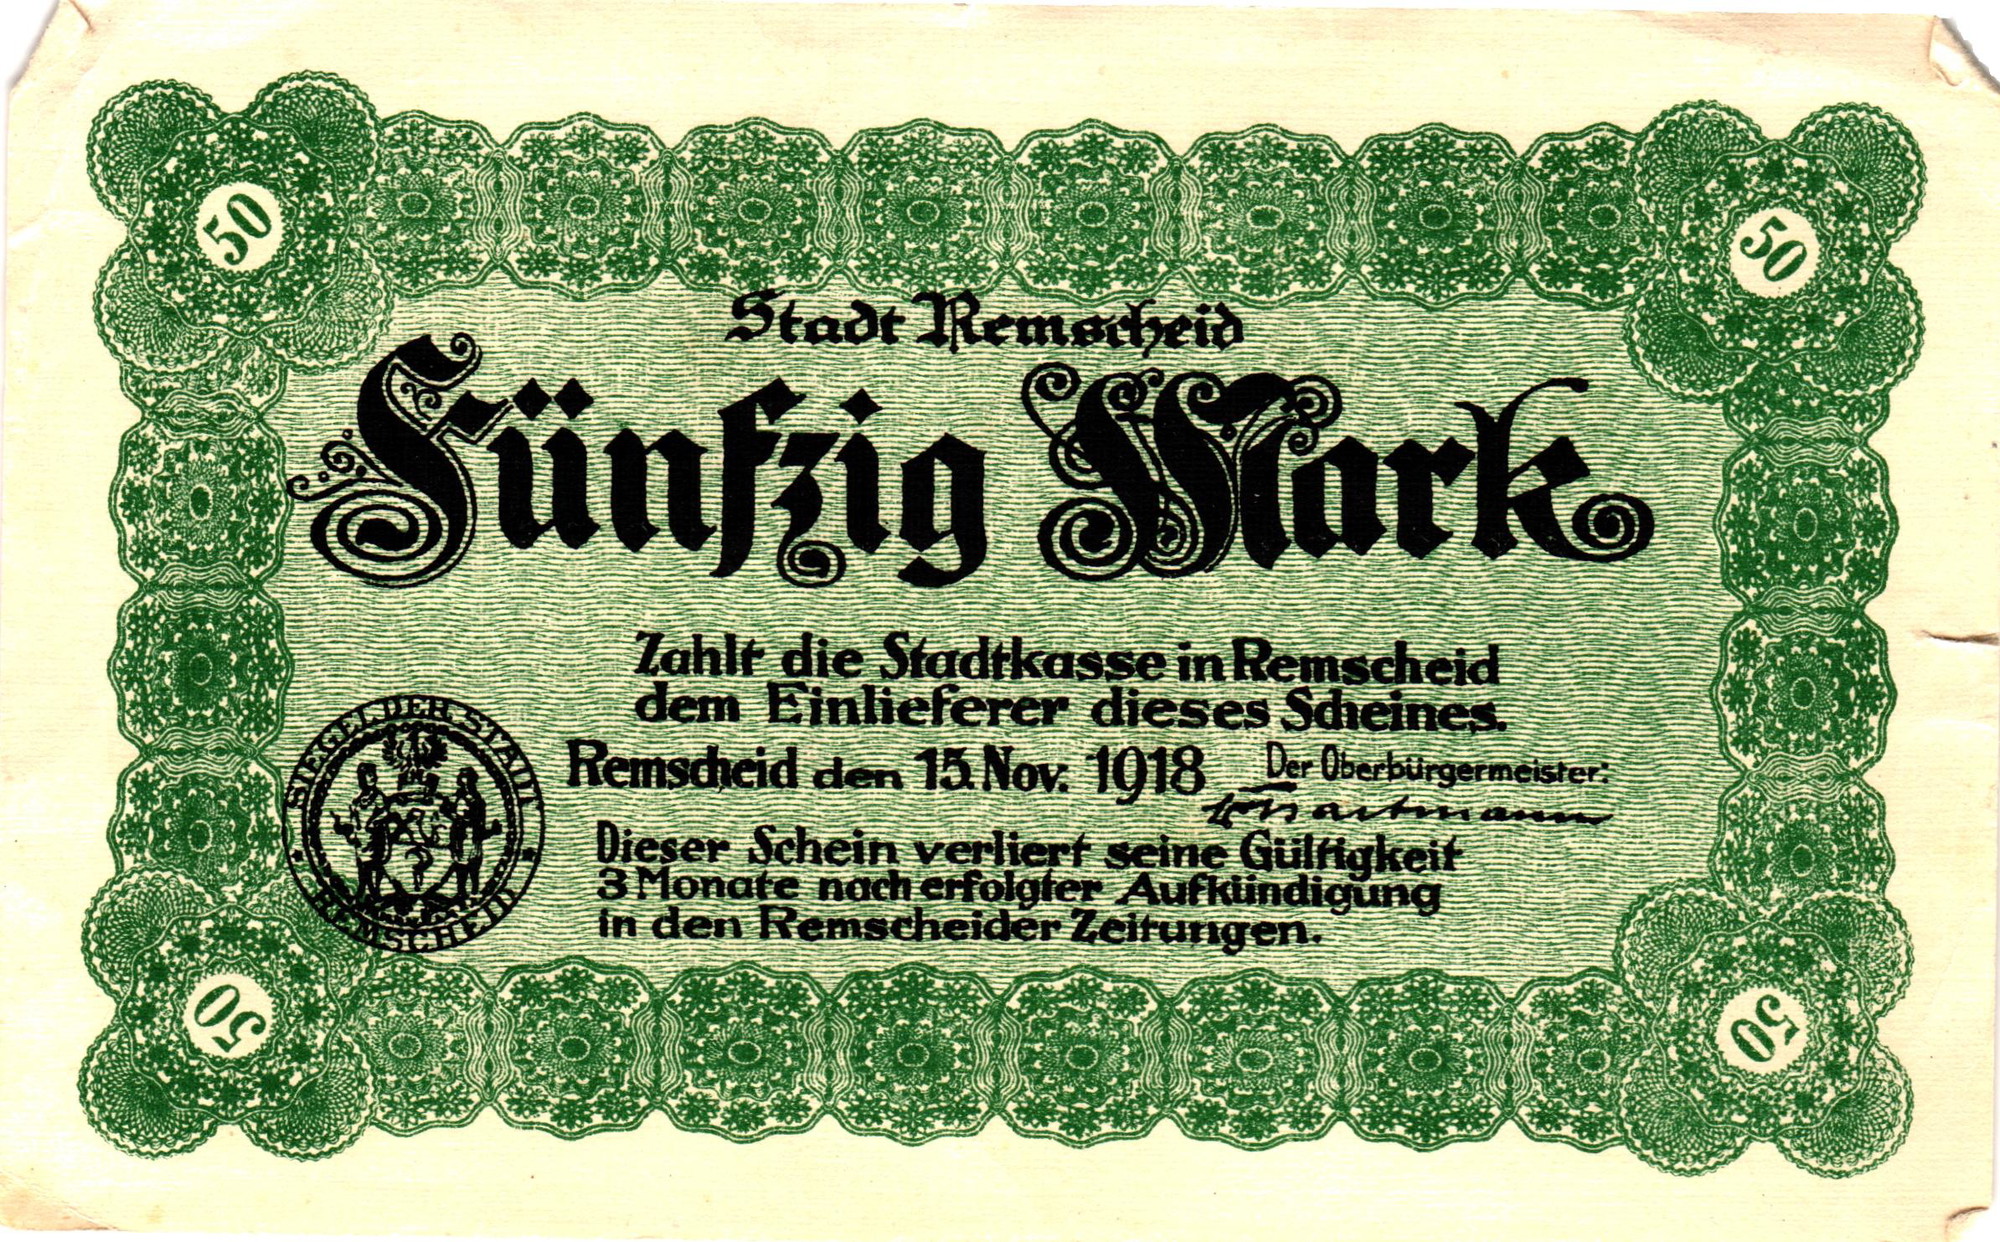 50
50
Stadt Remscheid
Fünfzig Mark
Zahlt die Stadtkasse in Remscheid
dem Einlieferer dieses Scheines.
Remscheid den 15. Nov. 1918
Der Oberbürgermeister:
Hartmann
Dieser Schein verliert seine Gültigkeit
3 Monate nach erfolgter Aufkündigung
in den Remscheider Zeitungen.
SIEGEL DER STADT
REMSCHEID
50
50